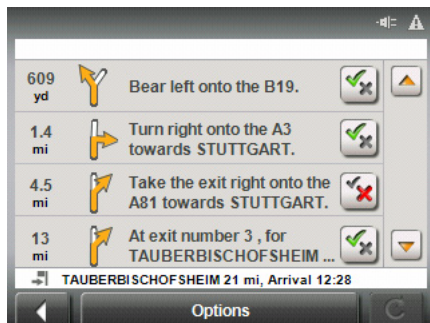 609
yd
Bear left onto the B19.
1.4
mi
Turn right onto the A3
towards STUTTGART.
4.5
mi
Take the exit right onto the
A81 towards STUTTGART.
13
mi
At exit number 3 , for
TAUBERBISCHOFSHEIM ...
TAUBERBISCHOFSHEIM 21 mi, Arrival 12:28
Options
C